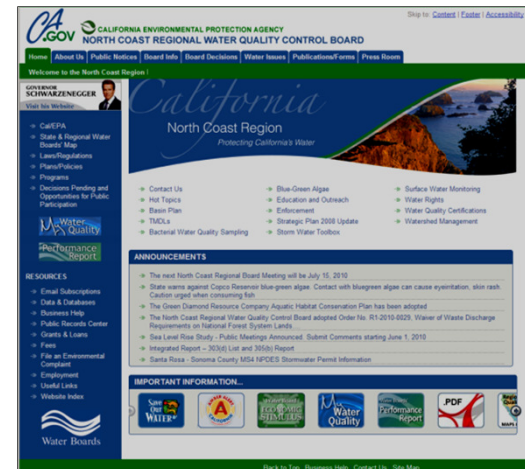 Skip to: Content | Footer | Accessibility
CA
.GOV
CALIFORNIA ENVIRONMENTAL PROTECTION AGENCY
NORTH COAST REGIONAL WATER QUALITY CONTROL BOARD
Home About Us Public Notices Board Info Board Decisions Water Issues Publications/Forms Press Room
Welcome to the North Coast Region !
GOVERNOR
SCHWARZENEGGER
Visit his Website
Cal/EPA
State & Regional Water
Boards' Map
Laws/Regulations
Plans/Policies
Programs
Decisions Pending and
Opportunities for Public
Participation
My Water
Quality
Performance
Report
RESOURCES
Email Subscriptions
Data & Databases
Business Help
Public Records Center
Grants & Loans
Fees
File an Environmental
Complaint
Employment
Useful Links
Website Index
Water Boards
California
North Coast Region
Protecting California's Water
Contact Us
Hot Topics
Basin Plan
TMDLs
Bacterial Water Quality Sampling
Blue-Green Algae
Education and Outreach
Enforcement
Strategic Plan 2008 Update
Storm Water Toolbox
Surface Water Monitoring
Water Rights
Water Quality Certifications
Watershed Management
ANNOUNCEMENTS
The next North Coast Regional Board Meeting will be July 15, 2010
State warns against Copco Reservoir blue-green algae. Contact with bluegreen algae can cause eyeirritation, skin rash
Caution urged when consuming fish
The Green Diamond Resource Company Aquatic Habitat Conservation Plan has been adopted
The North Coast Regional Water Quality Control Board adopted Order No. R1-2010-0029, Waiver of Waste Discharge
Requirements on National Forest System Lands....
Sea Level Rise Study - Public Meetings Announced. Submit Comments starting June 1, 2010
Integrated Report – 303(d) List and 305(b) Report
Santa Rosa - Sonoma County MS4 NPDES Stormwater Permit Information
IMPORTANT INFORMATION...
Save
Our
WATER
A
WATER BOARDS
ECONOMIC
STIMULUS
My Water
Quality
Performance
Report
.PDF
MAPS
Back to Top Business Help Contact Us Site Map